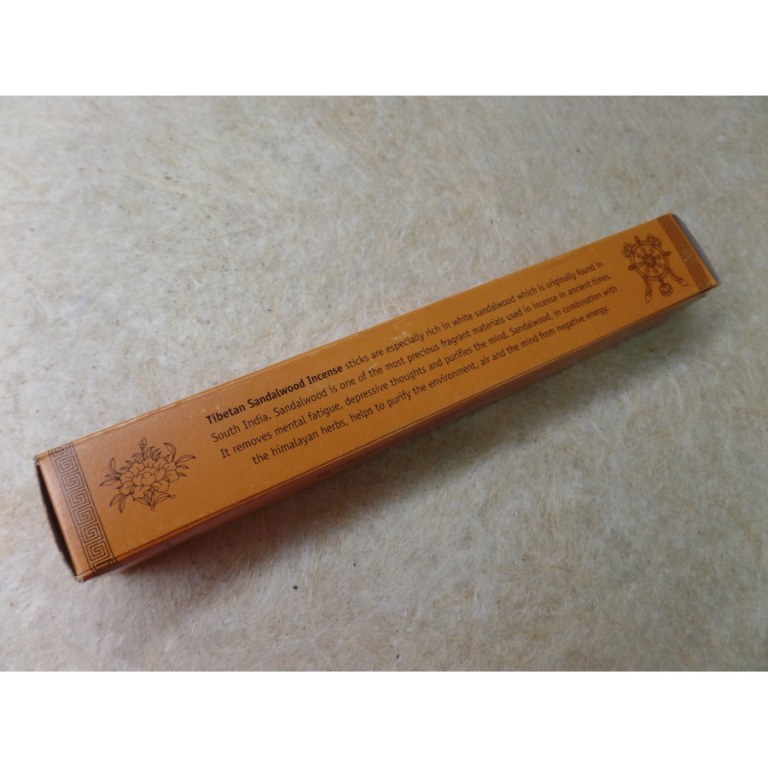 Tibetan Sandalwood Incense sticks are especially rich in white sandalwood which is originally found in
South India. Sandalwood is one of the most precious fragrant materials used in incense in ancient times.
It removes mental fatigue, depressive thoughts and purifies the mind. Sandalwood, in combination with
the himalayan herbs, helps to purify the environment, air and the mind from negative energy.